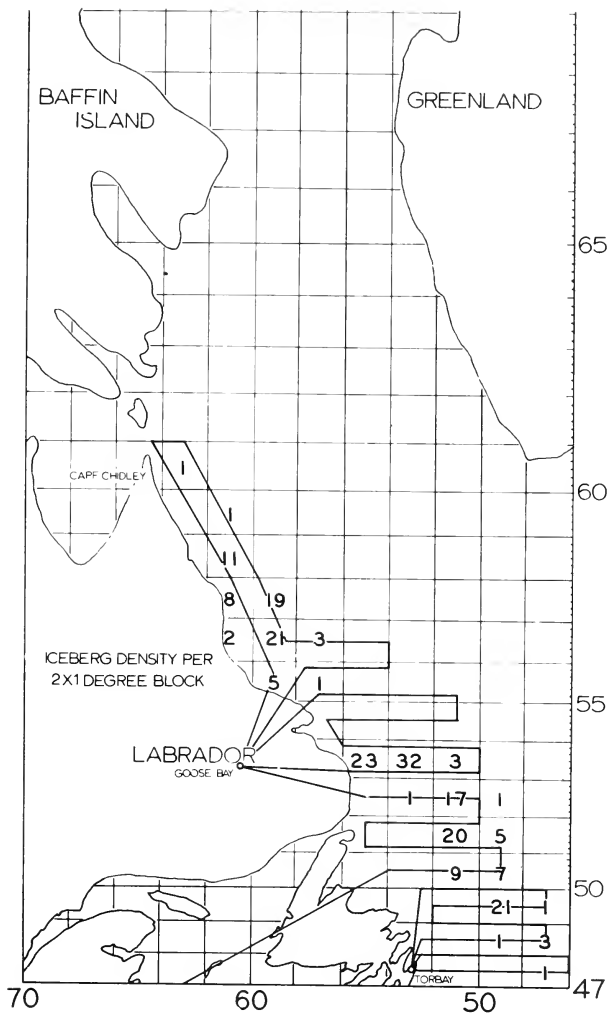 BAFFIN
ISLAND
GREENLAND
65
CAPE CHIDLEY
1
60
1
11
8 19
2 21 3
ICEBERG DENSITY PER
2X1 DEGREE BLOCK
5 1
55
LABRADOR
GOOSE BAY
23 32 3
1 17 1
20 5
9 7
50
1
21 1
1 3
TORBAY
1
47
70 60 50